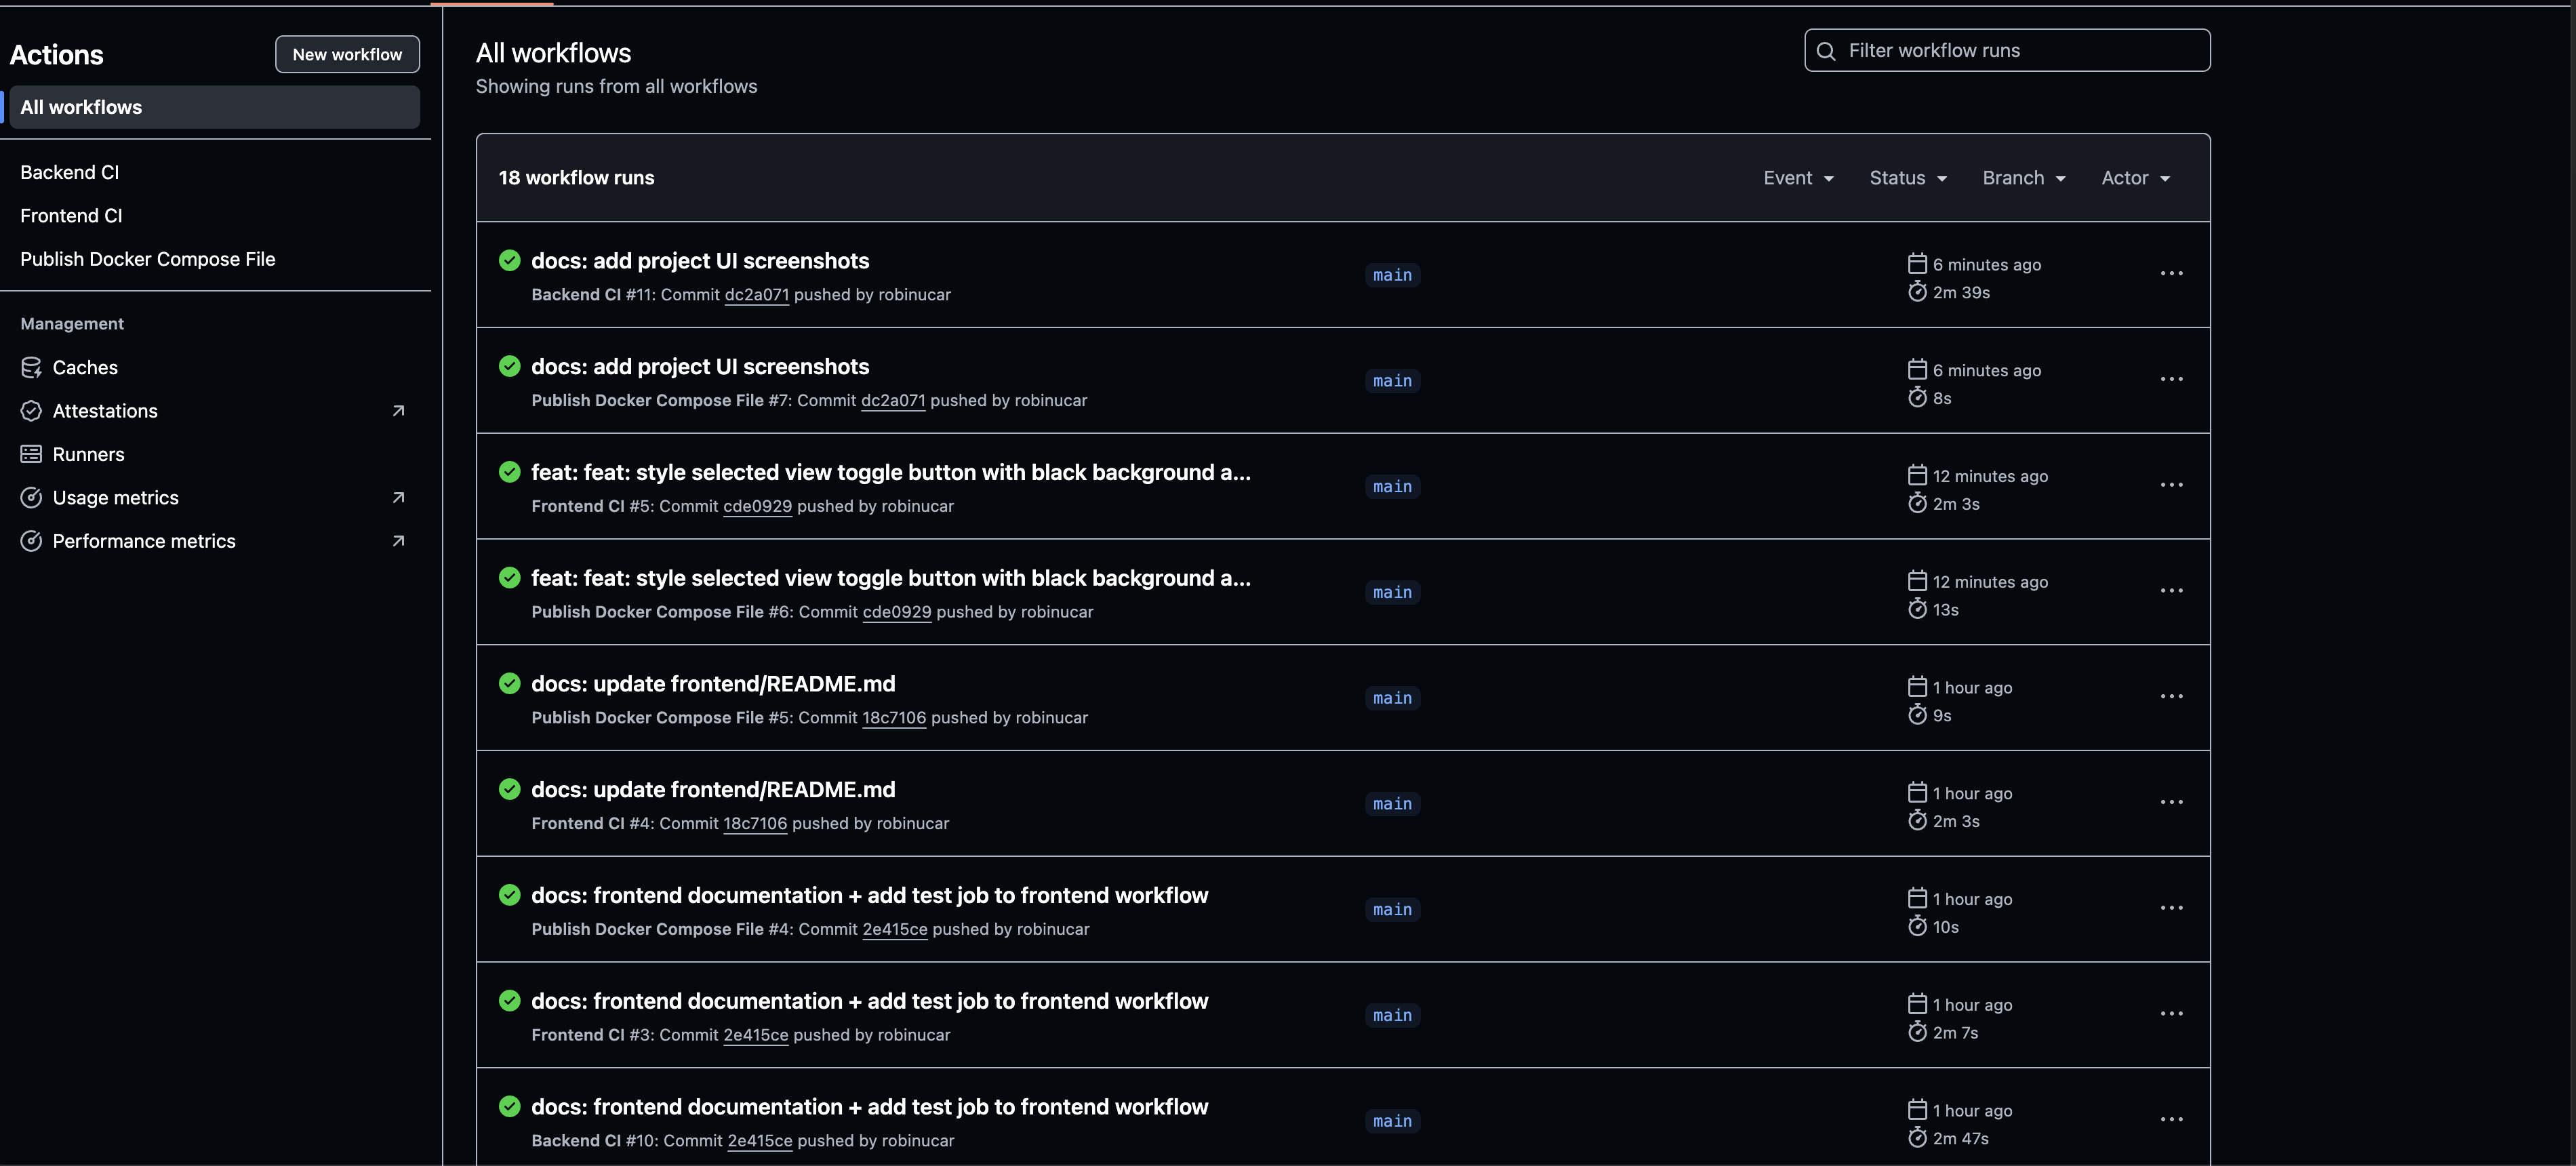 Actions
New workflow
All workflows
Backend CI
Frontend CI
Publish Docker Compose File
Management
Caches
Attestations
Runners
Usage metrics
Performance metrics
All workflows
Showing runs from all workflows
Filter workflow runs
18 workflow runs
Event Status Branch Actor
docs: add project UI screenshots
Backend CI #11: Commit dc2a071 pushed by robinucar
main
6 minutes ago
2m 39s
docs: add project UI screenshots
Publish Docker Compose File #7: Commit dc2a071 pushed by robinucar
main
6 minutes ago
8s
feat: feat: style selected view toggle button with black background a...
Frontend CI #5: Commit cde0929 pushed by robinucar
main
12 minutes ago
2m 3s
feat: feat: style selected view toggle button with black background a...
Publish Docker Compose File #6: Commit cde0929 pushed by robinucar
main
12 minutes ago
13s
docs: update frontend/README.md
Publish Docker Compose File #5: Commit 18c7106 pushed by robinucar
main
1 hour ago
9s
docs: update frontend/README.md
Frontend CI #4: Commit 18c7106 pushed by robinucar
main
1 hour ago
2m 3s
docs: frontend documentation + add test job to frontend workflow
Publish Docker Compose File #4: Commit 2e415ce pushed by robinucar
main
1 hour ago
10s
docs: frontend documentation + add test job to frontend workflow
Frontend CI #3: Commit 2e415ce pushed by robinucar
main
1 hour ago
2m 7s
docs: frontend documentation + add test job to frontend workflow
Backend CI #10: Commit 2e415ce pushed by robinucar
main
1 hour ago
2m 47s